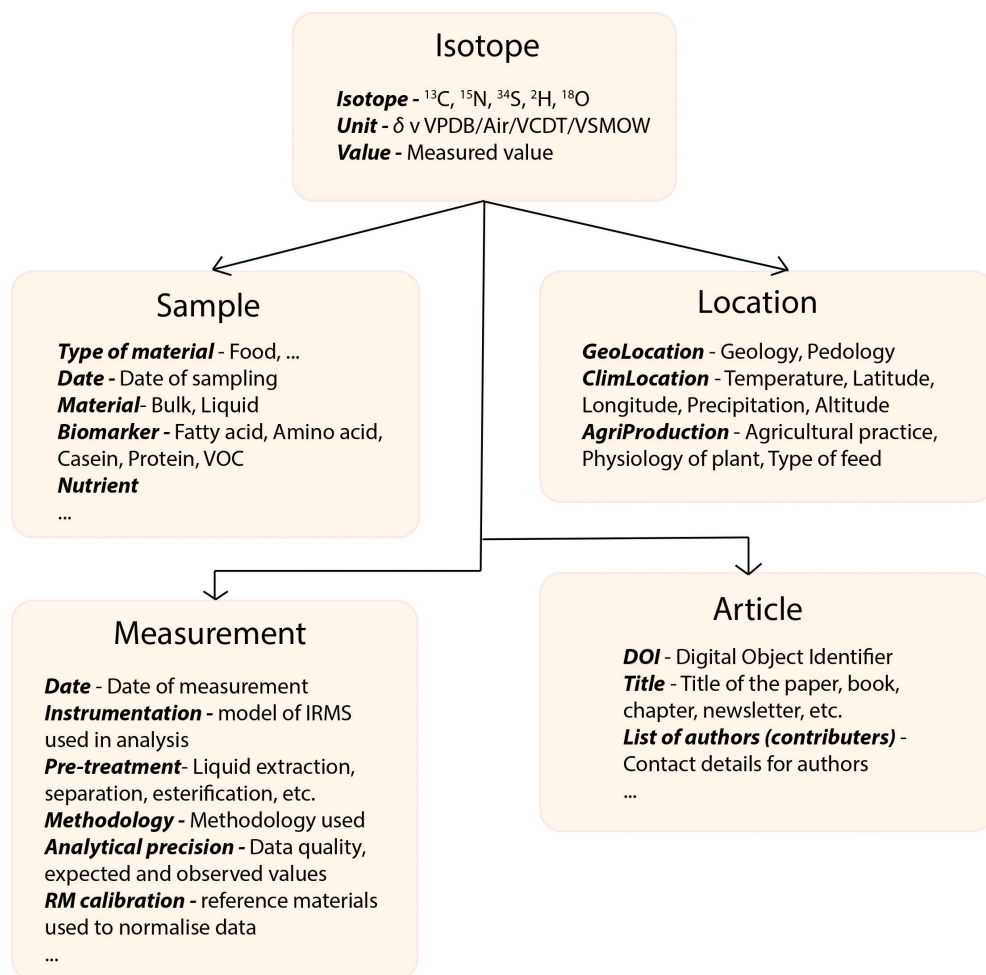 Isotope
Isotope - ¹³C, ¹⁵N, ³⁴S, ²H, ¹⁸O
Unit - δ v VPDB/Air/VCDT/VSMOW
Value - Measured value
Sample
Type of material - Food, ...
Date - Date of sampling
Material- Bulk, Liquid
Biomarker - Fatty acid, Amino acid,
Casein, Protein, VOC
Nutrient
...
Location
GeoLocation - Geology, Pedology
ClimLocation - Temperature, Latitude,
Longitude, Precipitation, Altitude
AgriProduction - Agricultural practice,
Physiology of plant, Type of feed
Measurement
Date - Date of measurement
Instrumentation - model of IRMS
used in analysis
Pre-treatment- Liquid extraction,
separation, esterification, etc.
Methodology - Methodology used
Analytical precision - Data quality,
expected and observed values
RM calibration - reference materials
used to normalise data
...
Article
DOI - Digital Object Identifier
Title - Title of the paper, book,
chapter, newsletter, etc.
List of authors (contributers) -
Contact details for authors
...